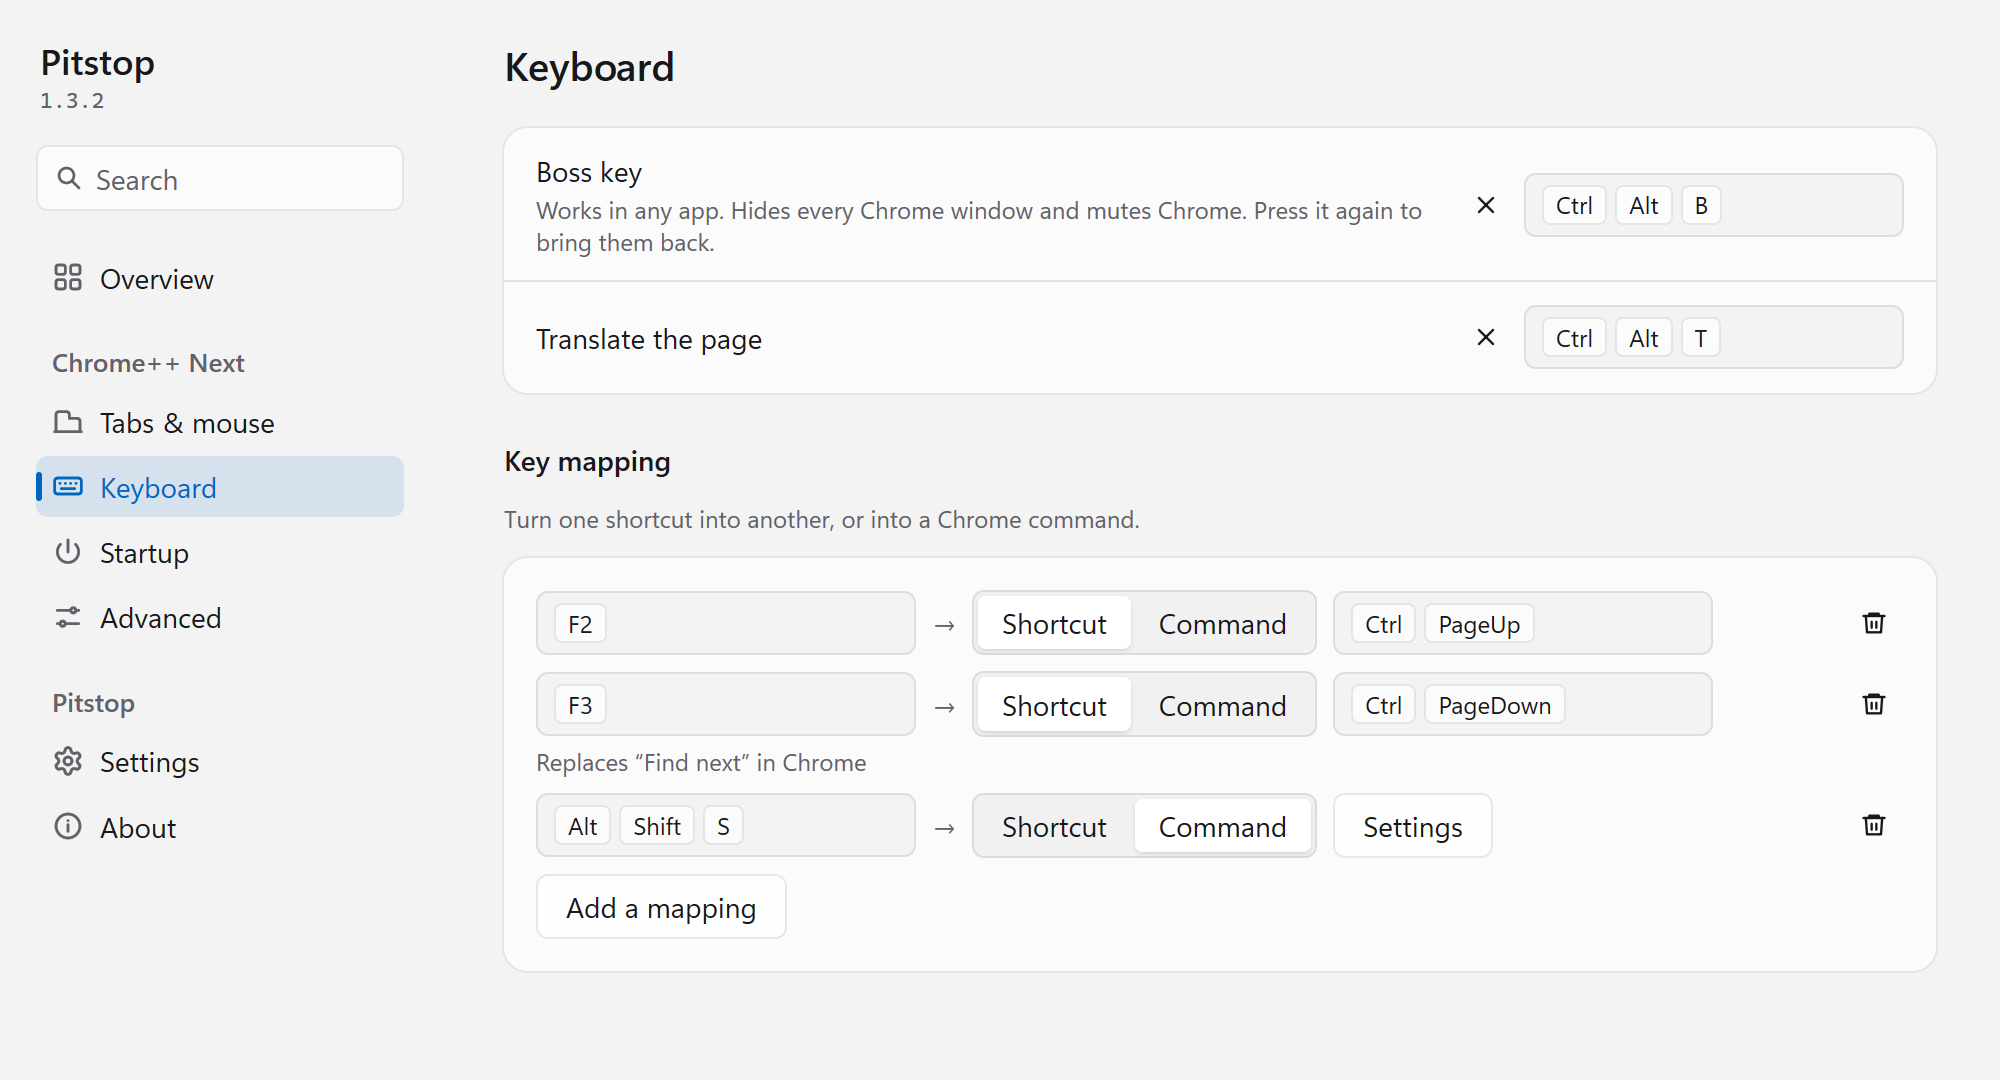 Pitstop
1.3.2
Search
Overview
Chrome++ Next
Tabs & mouse
Keyboard
Startup
Advanced
Pitstop
Settings
About
Keyboard
Boss key
Works in any app. Hides every Chrome window and mutes Chrome. Press it again to
bring them back.
Ctrl Alt B
Translate the page
Ctrl Alt T
Key mapping
Turn one shortcut into another, or into a Chrome command.
F2 → Shortcut Command Ctrl PageUp
F3 → Shortcut Command Ctrl PageDown
Replaces “Find next” in Chrome
Alt Shift S → Shortcut Command Settings
Add a mapping